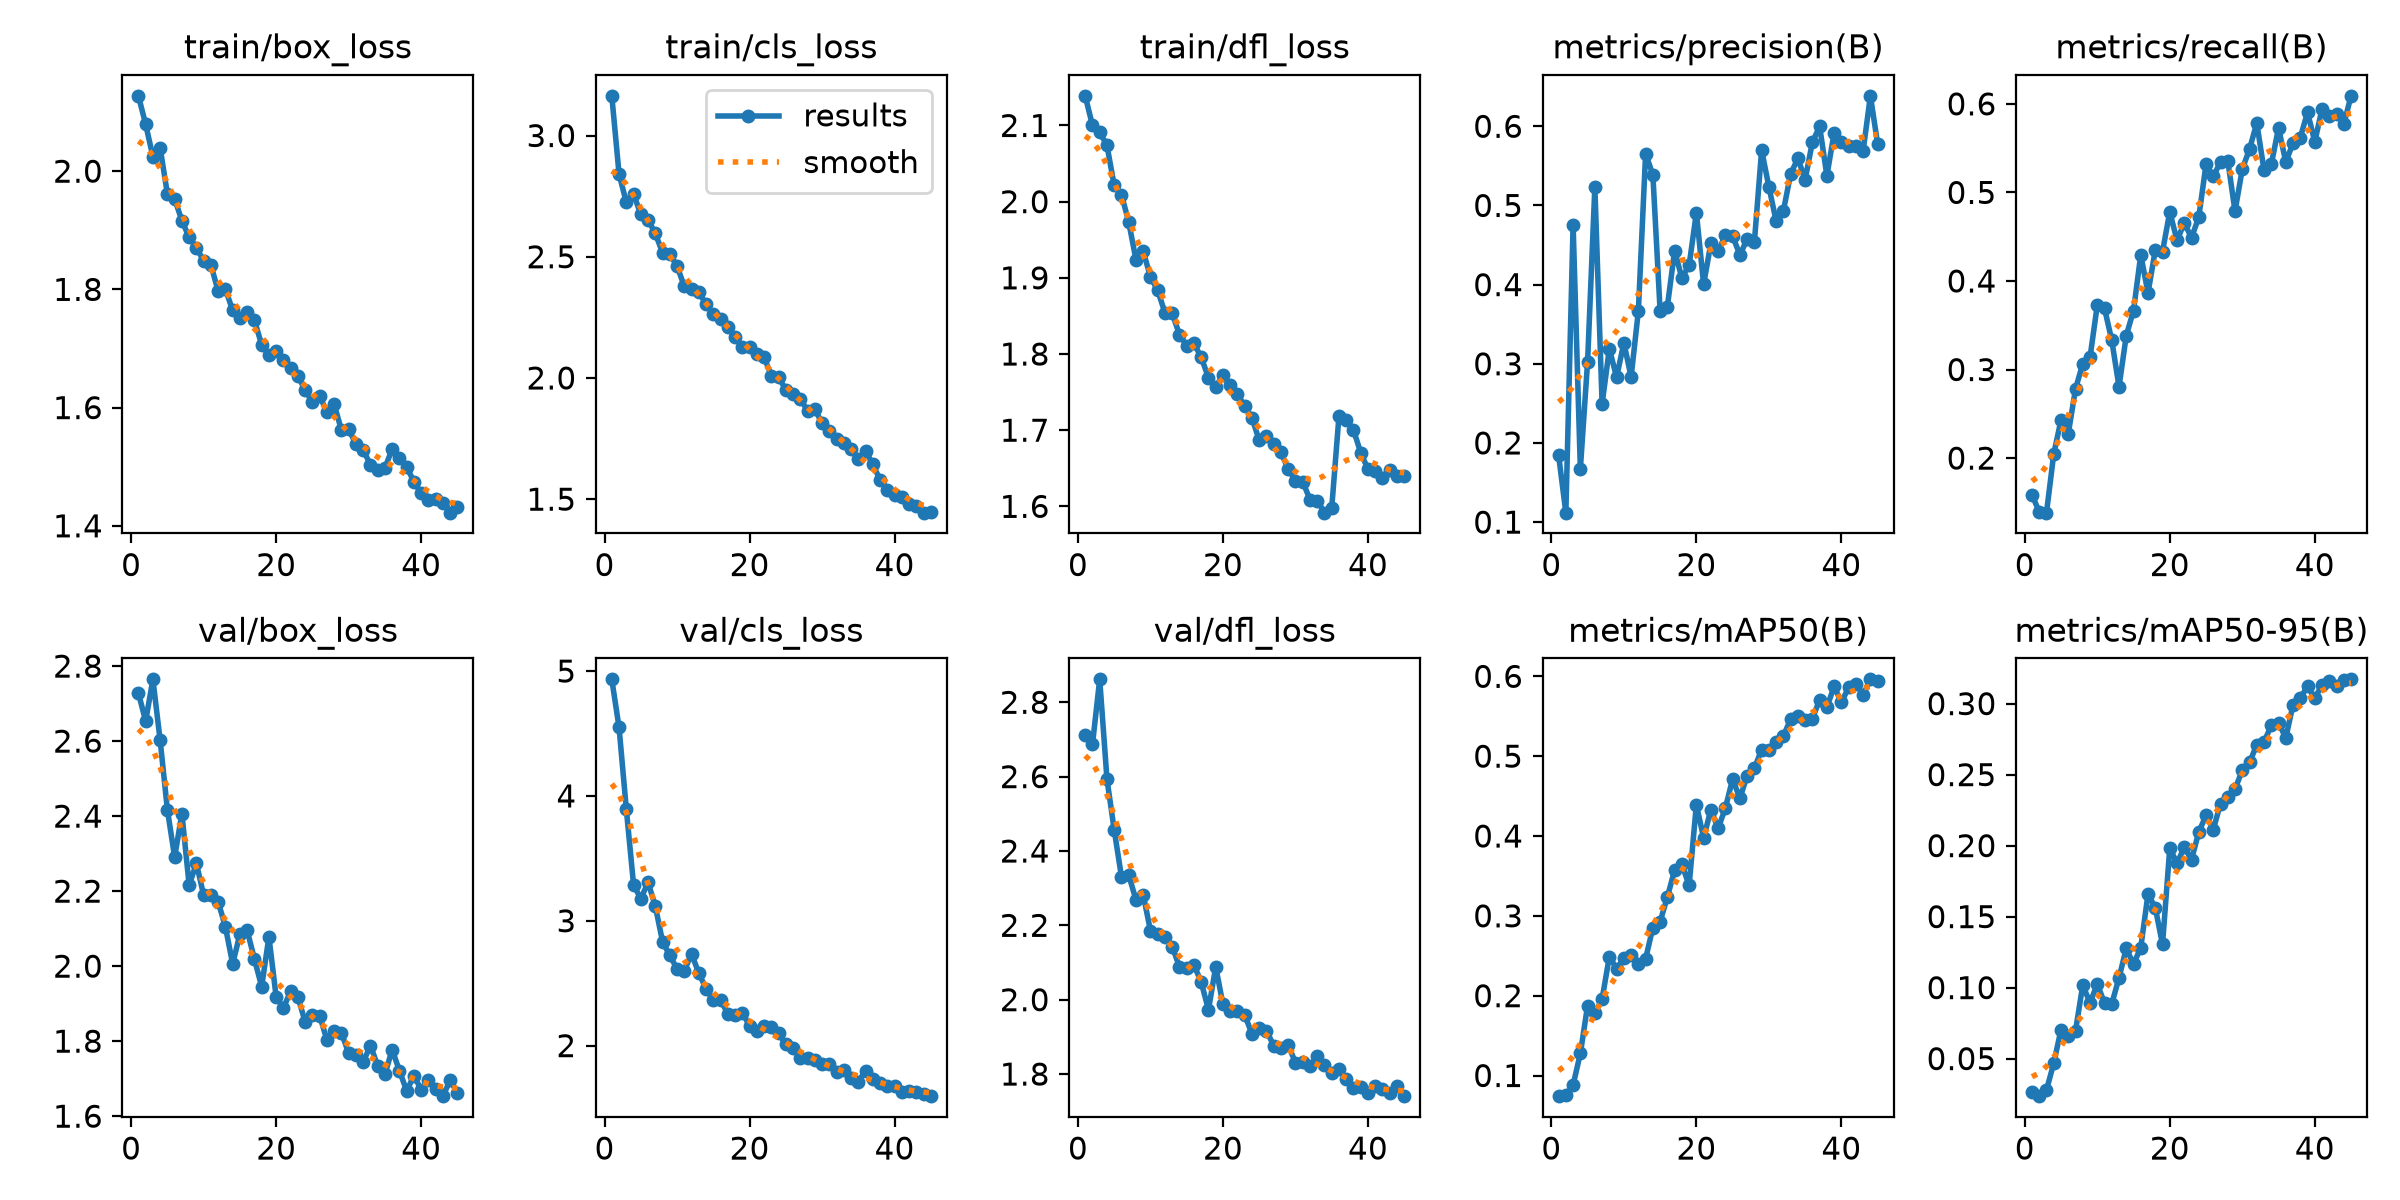 train/box_loss
train/cls_loss
train/dfl_loss
metrics/precision(B)
metrics/recall(B)
results
smooth
2.0
1.8
1.6
1.4
0 20 40
3.0
2.5
2.0
1.5
0 20 40
2.1
2.0
1.9
1.8
1.7
1.6
0 20 40
0.6
0.5
0.4
0.3
0.2
0.1
0 20 40
0.6
0.5
0.4
0.3
0.2
0 20 40
val/box_loss
val/cls_loss
val/dfl_loss
metrics/mAP50(B)
metrics/mAP50-95(B)
2.8
2.6
2.4
2.2
2.0
1.8
1.6
0 20 40
5
4
3
2
0 20 40
2.8
2.6
2.4
2.2
2.0
1.8
0 20 40
0.6
0.5
0.4
0.3
0.2
0.1
0 20 40
0.30
0.25
0.20
0.15
0.10
0.05
0 20 40